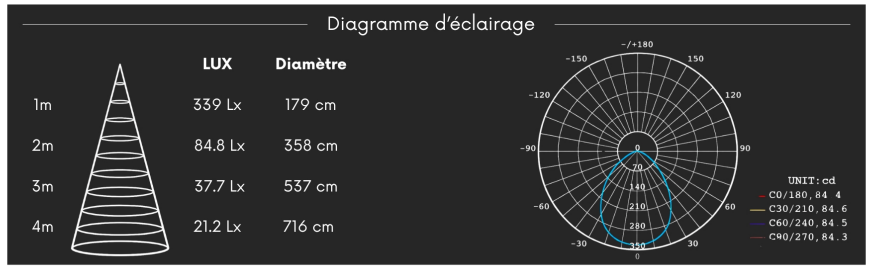 Diagramme d'éclairage
LUX Diamètre
1m 339 Lx 179 cm
2m 84.8 Lx 358 cm
3m 37.7 Lx 537 cm
4m 21.2 Lx 716 cm
-/+180
-150 150
-120 120
-90 0 90
70
140
-60 210 60
280
-30 350 30
0
UNIT:cd
C0/180,84 4
C30/210,84.6
C60/240,84.5
C90/270,84.3